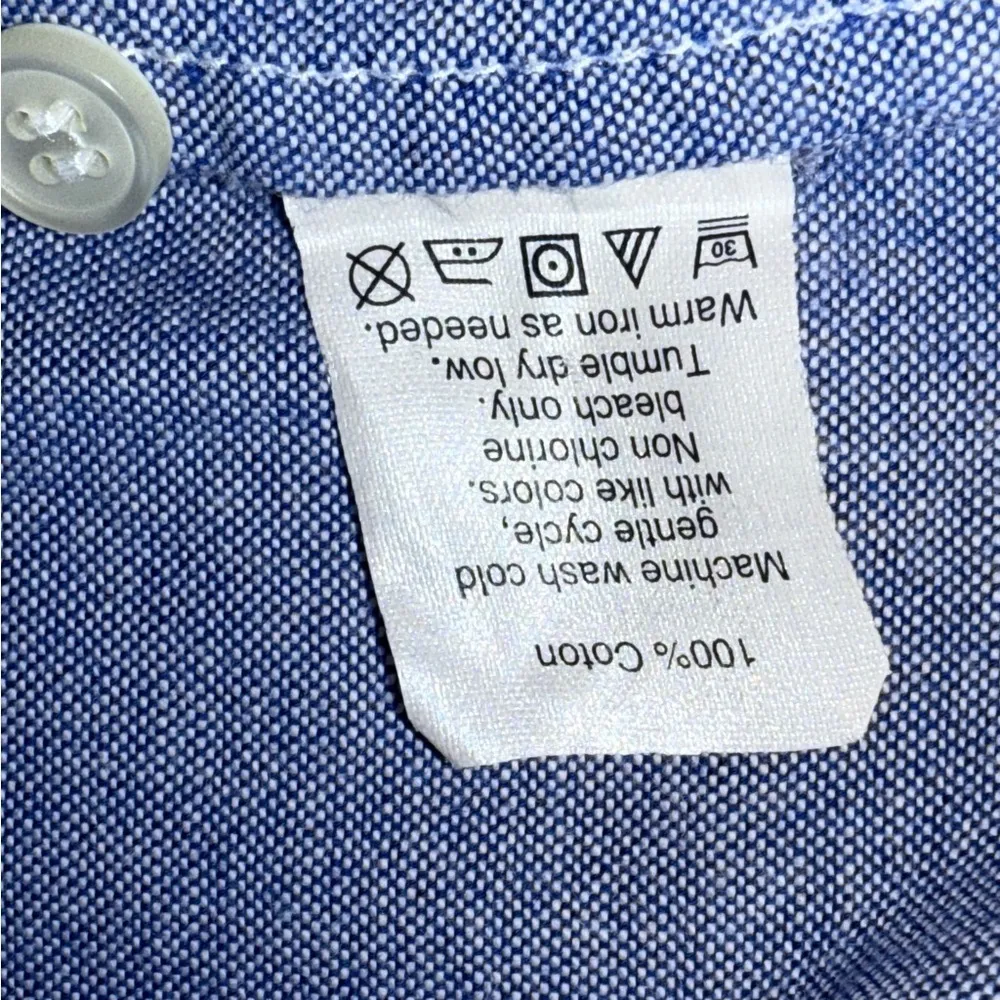 100% Coton
Machine wash cold
gentle cycle,
with like colors.
Non chlorine
bleach only.
Tumble dry low.
Warm iron as needed.
30